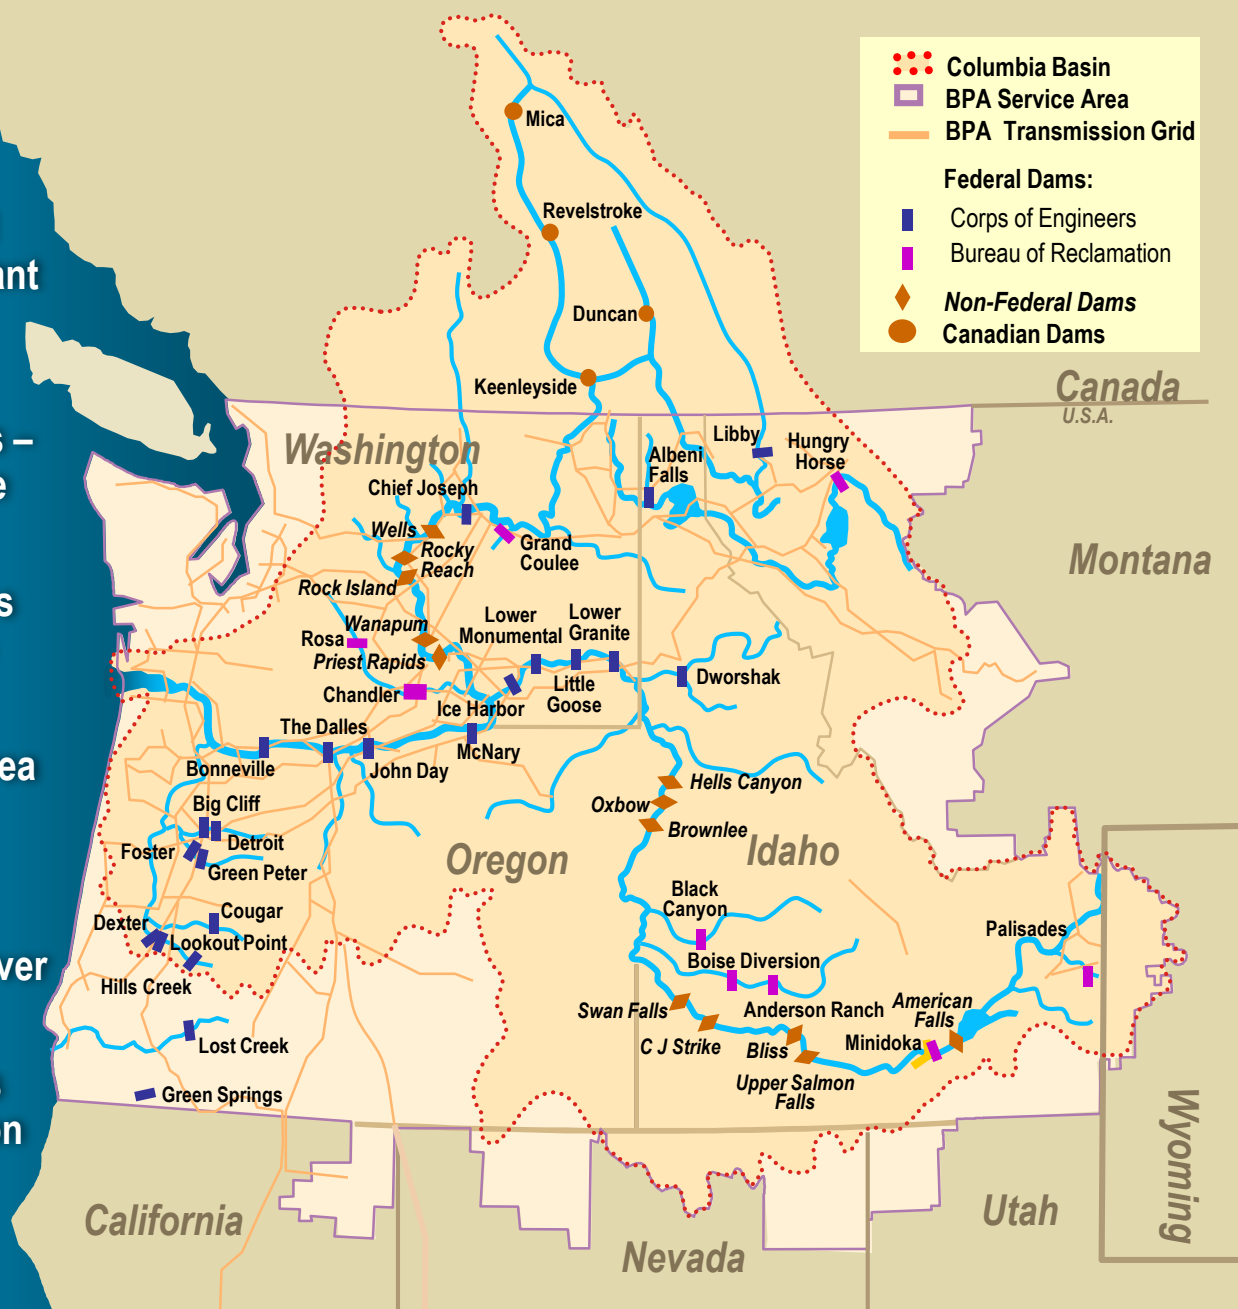 ant
s –
e
s
ea
ver
on
Columbia Basin
BPA Service Area
BPA Transmission Grid
Federal Dams:
Corps of Engineers
Bureau of Reclamation
Non-Federal Dams
Canadian Dams
Mica
Revelstroke
Duncan
Keenleyside
Canada
U.S.A.
Washington
Libby
Hungry
Horse
Albeni
Falls
Chief Joseph
Wells
Grand
Coulee
Rocky
Reach
Rock Island
Montana
Lower
Monumental
Lower
Granite
Wanapum
Rosa
Priest Rapids
Chandler
Little
Goose
Dworshak
Ice Harbor
The Dalles
McNary
Bonneville
John Day
Hells Canyon
Oxbow
Brownlee
Big Cliff
Detroit
Foster
Green Peter
Oregon
Idaho
Black
Canyon
Cougar
Dexter
Lookout Point
Palisades
Boise Diversion
Hills Creek
Swan Falls
Anderson Ranch
American
Falls
C J Strike
Bliss
Minidoka
Lost Creek
Upper Salmon
Falls
Green Springs
Wyoming
California
Nevada
Utah